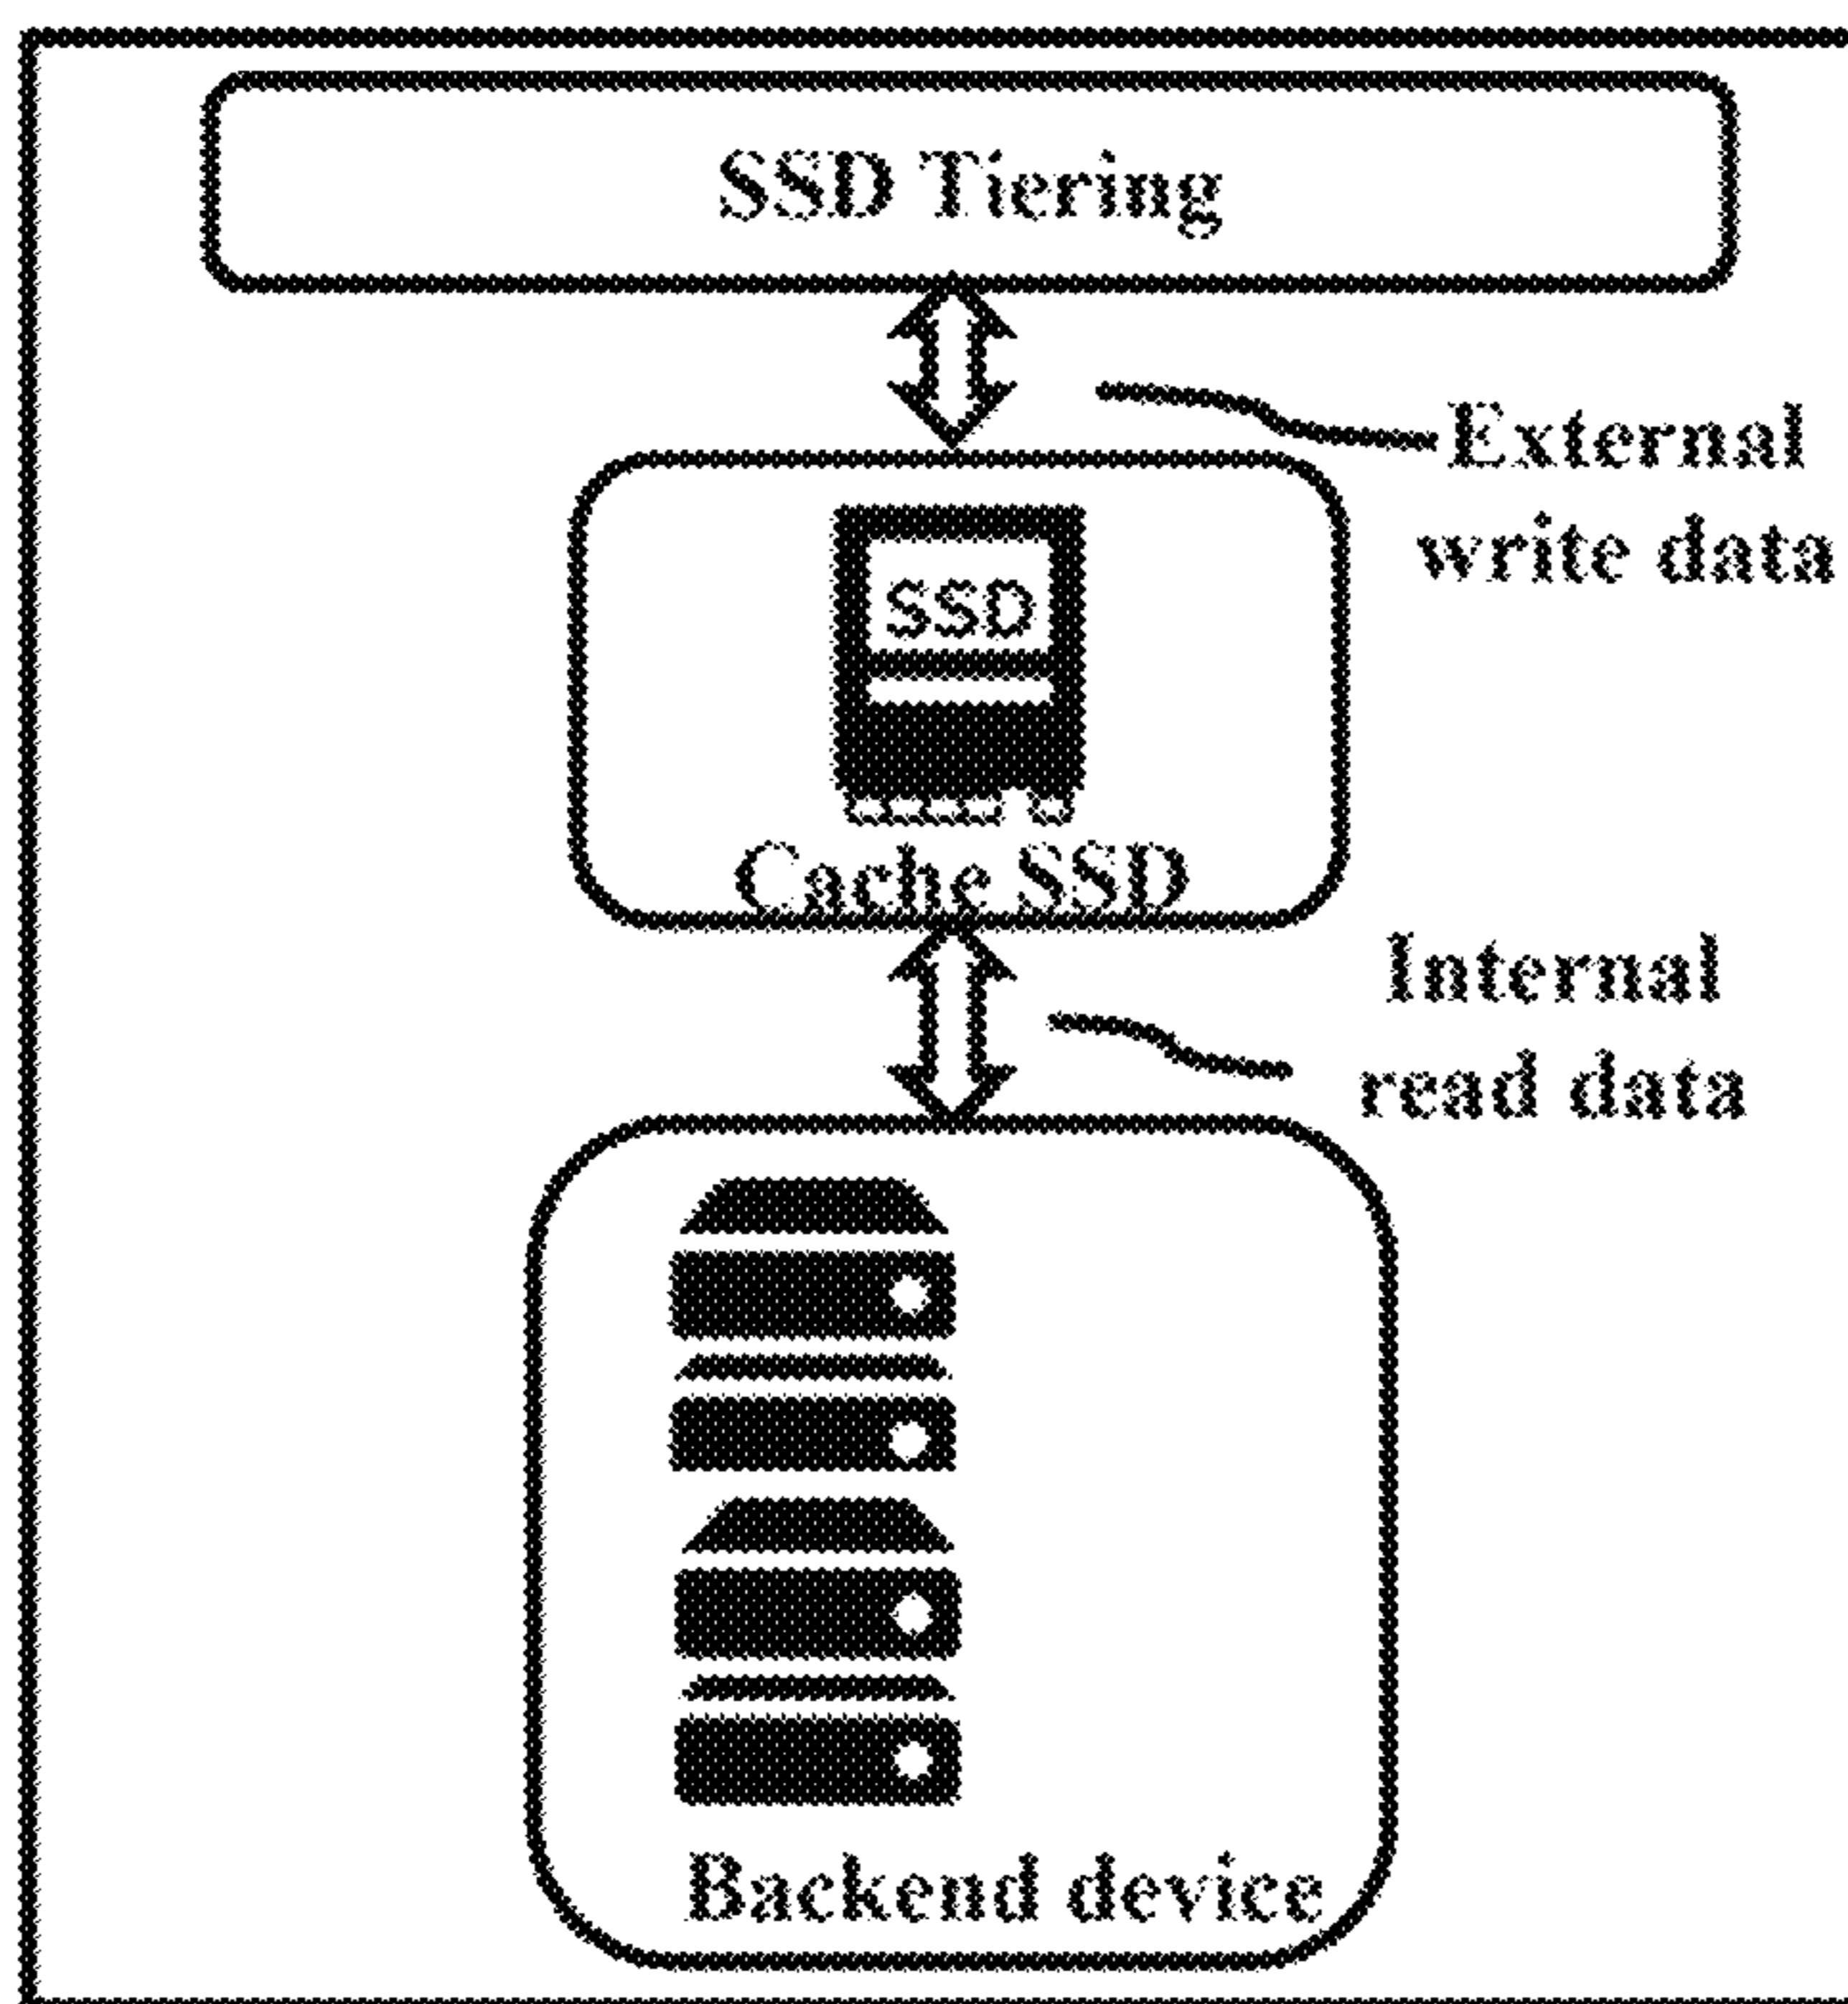 SSD Tiering
External
write data
SSD
Cache SSD
Internal
read data
Backend device